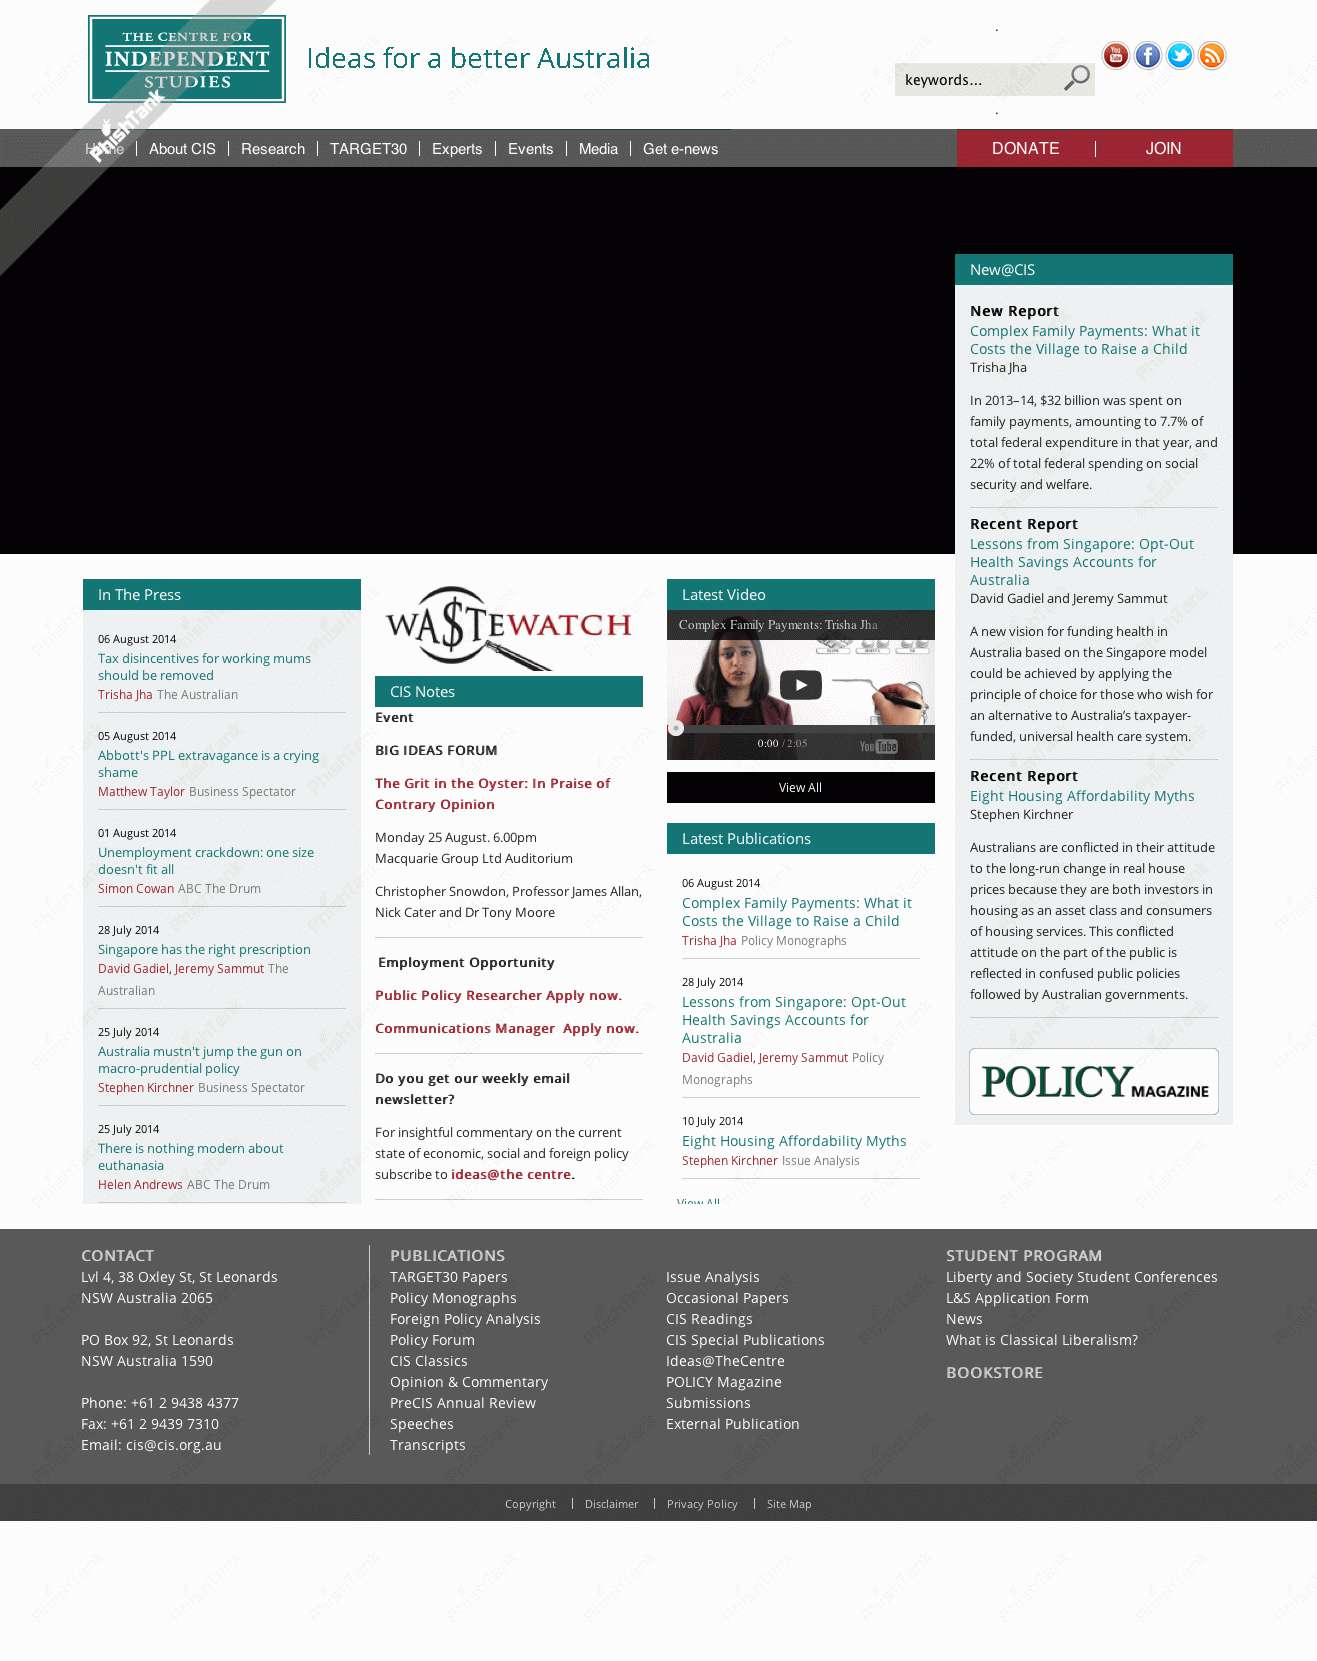 THE CENTRE FOR
INDEPENDENT
STUDIES
Ideas for a better Australia
keywords...
PhishTank
Home
About CIS
Research
TARGET30
Experts
Events
Media
Get e-news
DONATE
JOIN
New@CIS
New Report
Complex Family Payments: What it
Costs the Village to Raise a Child
Trisha Jha
In 2013–14, $32 billion was spent on
family payments, amounting to 7.7% of
total federal expenditure in that year, and
22% of total federal spending on social
security and welfare.
Recent Report
Lessons from Singapore: Opt-Out
Health Savings Accounts for
Australia
David Gadiel and Jeremy Sammut
A new vision for funding health in
Australia based on the Singapore model
could be achieved by applying the
principle of choice for those who wish for
an alternative to Australia’s taxpayer-
funded, universal health care system.
Recent Report
Eight Housing Affordability Myths
Stephen Kirchner
Australians are conflicted in their attitude
to the long-run change in real house
prices because they are both investors in
housing as an asset class and consumers
of housing services. This conflicted
attitude on the part of the public is
reflected in confused public policies
followed by Australian governments.
POLICY MAGAZINE
In The Press
06 August 2014
Tax disincentives for working mums
should be removed
Trisha Jha The Australian
05 August 2014
Abbott's PPL extravagance is a crying
shame
Matthew Taylor Business Spectator
01 August 2014
Unemployment crackdown: one size
doesn't fit all
Simon Cowan ABC The Drum
28 July 2014
Singapore has the right prescription
David Gadiel, Jeremy Sammut The
Australian
25 July 2014
Australia mustn't jump the gun on
macro-prudential policy
Stephen Kirchner Business Spectator
25 July 2014
There is nothing modern about
euthanasia
Helen Andrews ABC The Drum
WA$TEWATCH
CIS Notes
Event
BIG IDEAS FORUM
The Grit in the Oyster: In Praise of
Contrary Opinion
Monday 25 August. 6.00pm
Macquarie Group Ltd Auditorium
Christopher Snowdon, Professor James Allan,
Nick Cater and Dr Tony Moore
Employment Opportunity
Public Policy Researcher Apply now.
Communications Manager Apply now.
Do you get our weekly email
newsletter?
For insightful commentary on the current
state of economic, social and foreign policy
subscribe to ideas@the centre.
Latest Video
Complex Family Payments: Trisha Jha
0:00 / 2:05
YouTube
View All
Latest Publications
06 August 2014
Complex Family Payments: What it
Costs the Village to Raise a Child
Trisha Jha Policy Monographs
28 July 2014
Lessons from Singapore: Opt-Out
Health Savings Accounts for
Australia
David Gadiel, Jeremy Sammut Policy
Monographs
10 July 2014
Eight Housing Affordability Myths
Stephen Kirchner Issue Analysis
View All
CONTACT
Lvl 4, 38 Oxley St, St Leonards
NSW Australia 2065
PO Box 92, St Leonards
NSW Australia 1590
Phone: +61 2 9438 4377
Fax: +61 2 9439 7310
Email: cis@cis.org.au
PUBLICATIONS
TARGET30 Papers
Policy Monographs
Foreign Policy Analysis
Policy Forum
CIS Classics
Opinion & Commentary
PreCIS Annual Review
Speeches
Transcripts
Issue Analysis
Occasional Papers
CIS Readings
CIS Special Publications
Ideas@TheCentre
POLICY Magazine
Submissions
External Publication
STUDENT PROGRAM
Liberty and Society Student Conferences
L&S Application Form
News
What is Classical Liberalism?
BOOKSTORE
Copyright
Disclaimer
Privacy Policy
Site Map